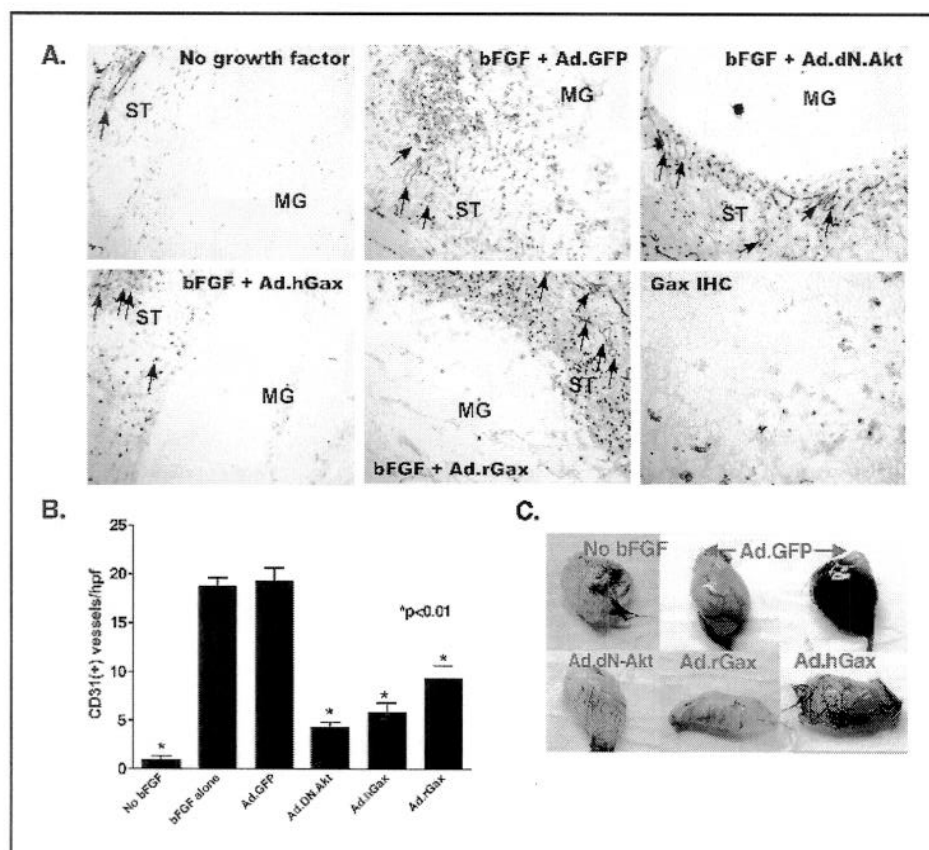 A.
No growth factor
ST
MG
bFGF + Ad.GFP
MG
ST
bFGF + Ad.dN.Akt
MG
ST
bFGF + Ad.hGax
ST
MG
ST
MG
bFGF + Ad.rGax
Gax IHC
B.
CD31(+) vessels/hpf
25
20
15
10
5
0
*p<0.01
*
*
*
*
No bFGF
bFGF alone
Ad.GFP
Ad.DN.Akt
Ad.hGax
Ad.rGax
C.
No bFGF
Ad.GFP
Ad.dN-Akt
Ad.rGax
Ad.hGax